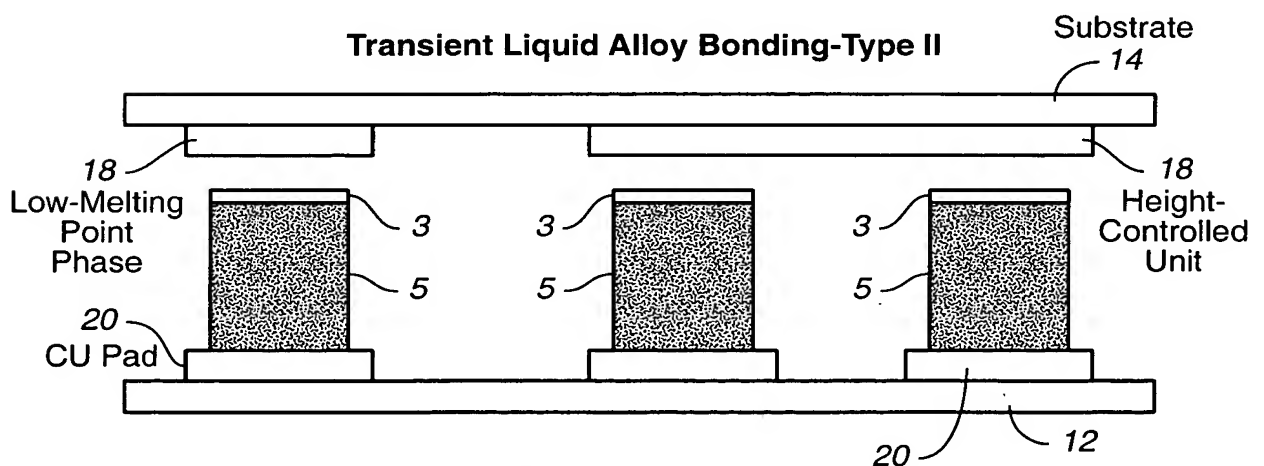 Transient Liquid Alloy Bonding-Type II
Substrate
14
18
Low-Melting
Point
Phase
18
Height-
Controlled
Unit
3
3
3
5
5
5
20
CU Pad
20
12